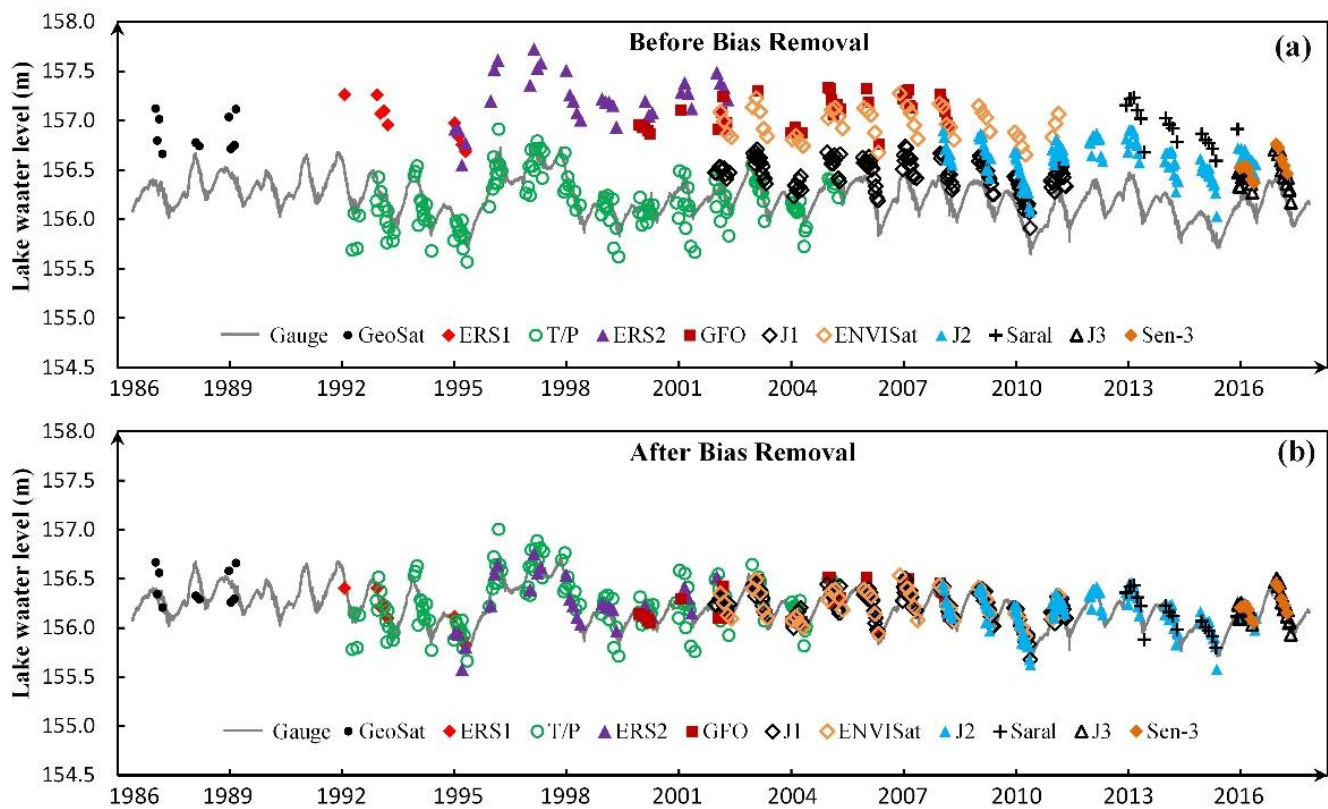 Before Bias Removal (a)
Lake waater level (m)
158.0
157.5
157.0
156.5
156.0
155.5
155.0
154.5
Gauge GeoSat ERS1 T/P ERS2 GFO J1 ENVISat J2 Saral J3 Sen-3
1986 1989 1992 1995 1998 2001 2004 2007 2010 2013 2016
After Bias Removal (b)
Lake waater level (m)
158.0
157.5
157.0
156.5
156.0
155.5
155.0
154.5
Gauge GeoSat ERS1 T/P ERS2 GFO J1 ENVISat J2 Saral J3 Sen-3
1986 1989 1992 1995 1998 2001 2004 2007 2010 2013 2016